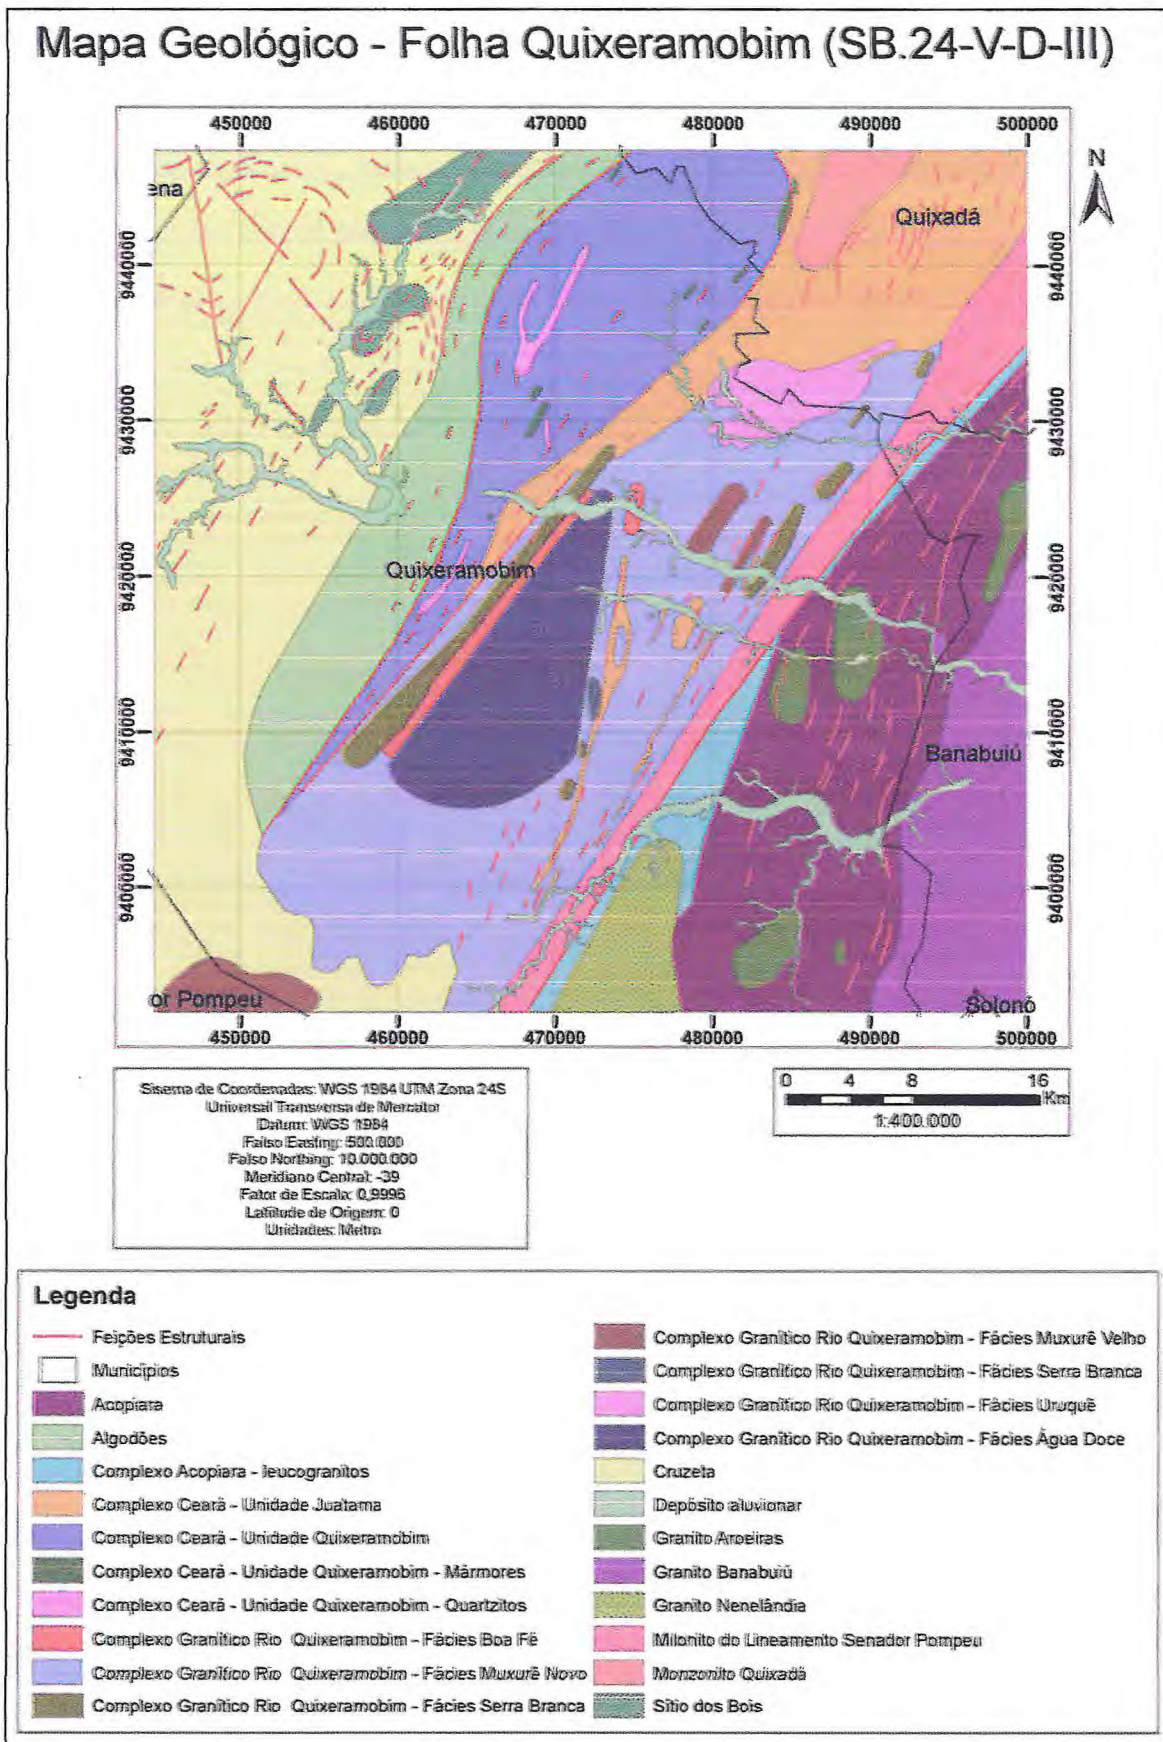 Mapa Geológico - Folha Quixeramobim (SB.24-V-D-III)
450000 460000 470000 480000 490000 500000
N
ena
Quixadá
9440000 9440000
9430000 9430000
Quixeramobim
9420000 9420000
9410000 9410000
Banabuiú
9400000 9400000
or Pompeu
Solonó
450000 460000 470000 480000 490000 500000
Sisema de Coordenadas: WGS 1984 UTM Zona 24S
Universal Transversa de Mercator
Datum: WGS 1984
Falso Easting: 500.000
Falso Northing: 10.000.000
Meridiano Central: -39
Fator de Escala: 0,9996
Latitude de Origem: 0
Unidades: Metro
0 4 8 16
Km
1:400.000
Legenda
Feições Estruturais
Municípios
Acopiara
Algodões
Complexo Acopiara - leucogranitos
Complexo Ceará - Unidade Juatama
Complexo Ceará - Unidade Quixeramobim
Complexo Ceará - Unidade Quixeramobim - Mármores
Complexo Ceará - Unidade Quixeramobim - Quartzitos
Complexo Granítico Rio Quixeramobim - Fácies Boa Fé
Complexo Granítico Rio Quixeramobim - Fácies Muxurê Novo
Complexo Granítico Rio Quixeramobim - Fácies Serra Branca
Complexo Granítico Rio Quixeramobim - Fácies Muxurê Velho
Complexo Granítico Rio Quixeramobim - Fácies Serra Branca
Complexo Granítico Rio Quixeramobim - Fácies Uruquê
Complexo Granítico Rio Quixeramobim - Fácies Água Doce
Cruzeta
Depósito aluvionar
Granito Aroeiras
Granito Banabuiú
Granito Nenelândia
Milonito do Lineamento Senador Pompeu
Monzonito Quixadá
Sítio dos Bois